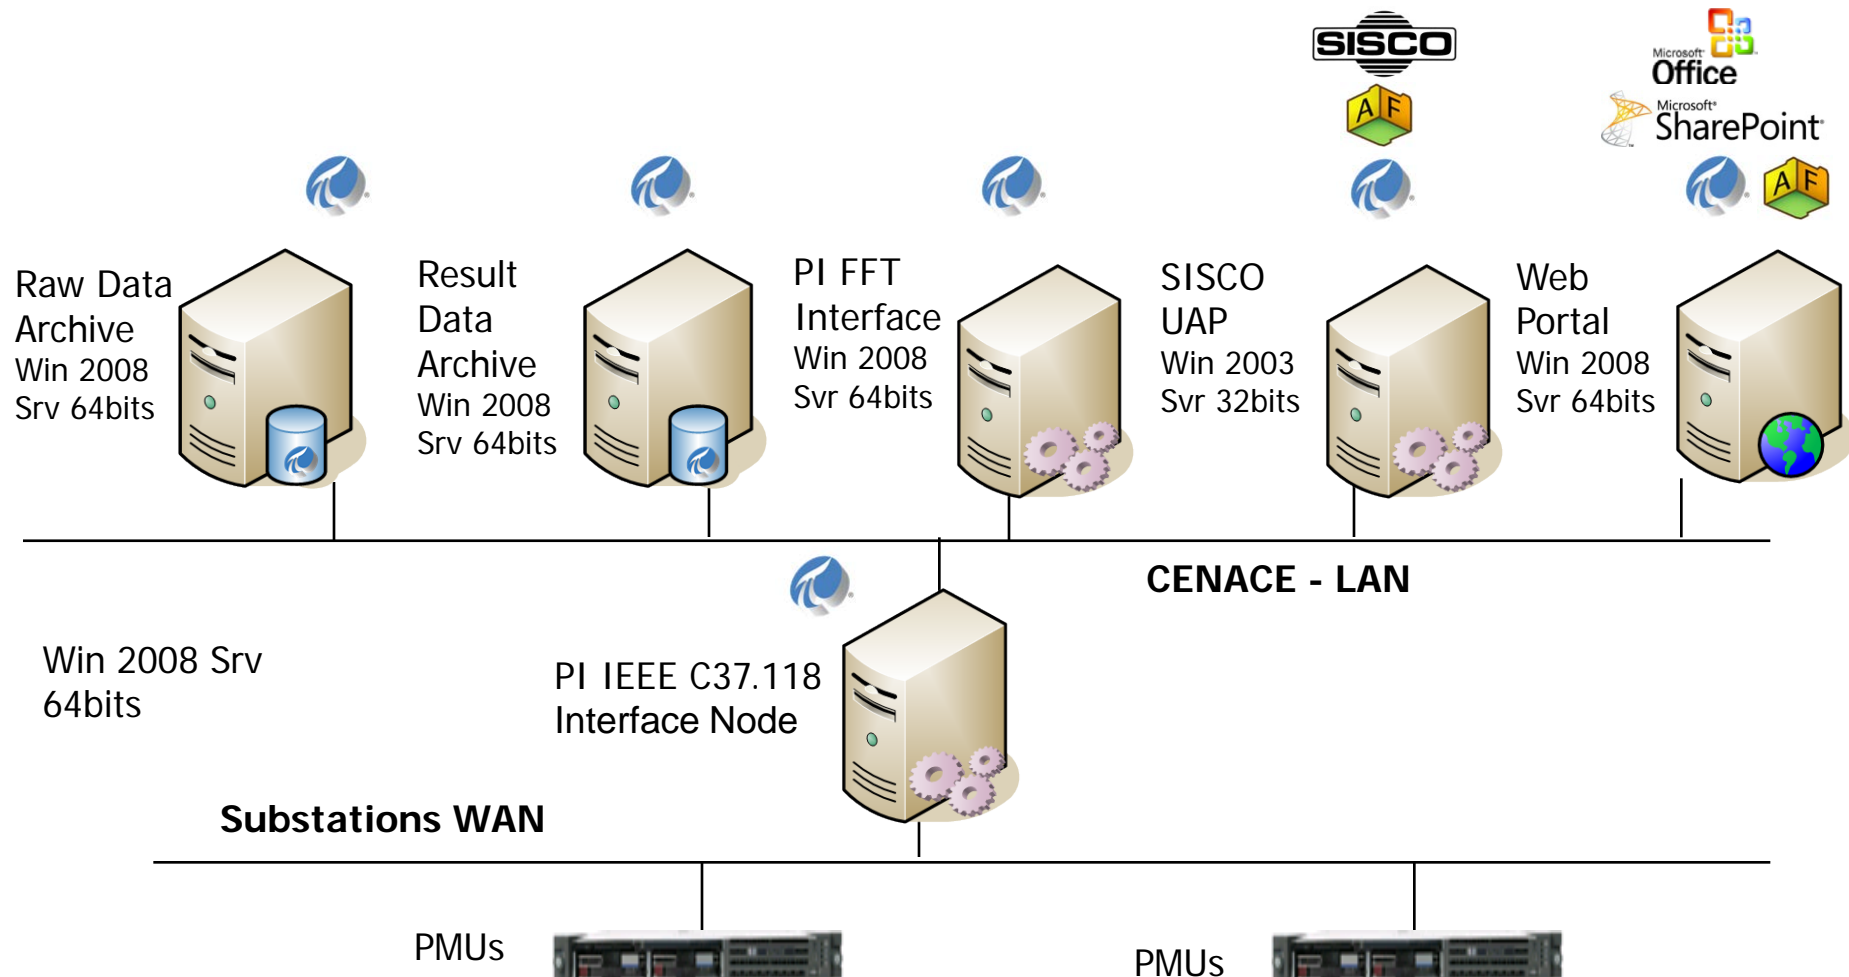 SISCO
Microsoft
Office
A F
Microsoft
SharePoint
A F
Raw Data
Archive
Win 2008
Srv 64bits
Result
Data
Archive
Win 2008
Srv 64bits
PI FFT
Interface
Win 2008
Svr 64bits
SISCO
UAP
Win 2003
Svr 32bits
Web
Portal
Win 2008
Svr 64bits
CENACE - LAN
Win 2008 Srv
64bits
PI IEEE C37.118
Interface Node
Substations WAN
PMUs
PMUs